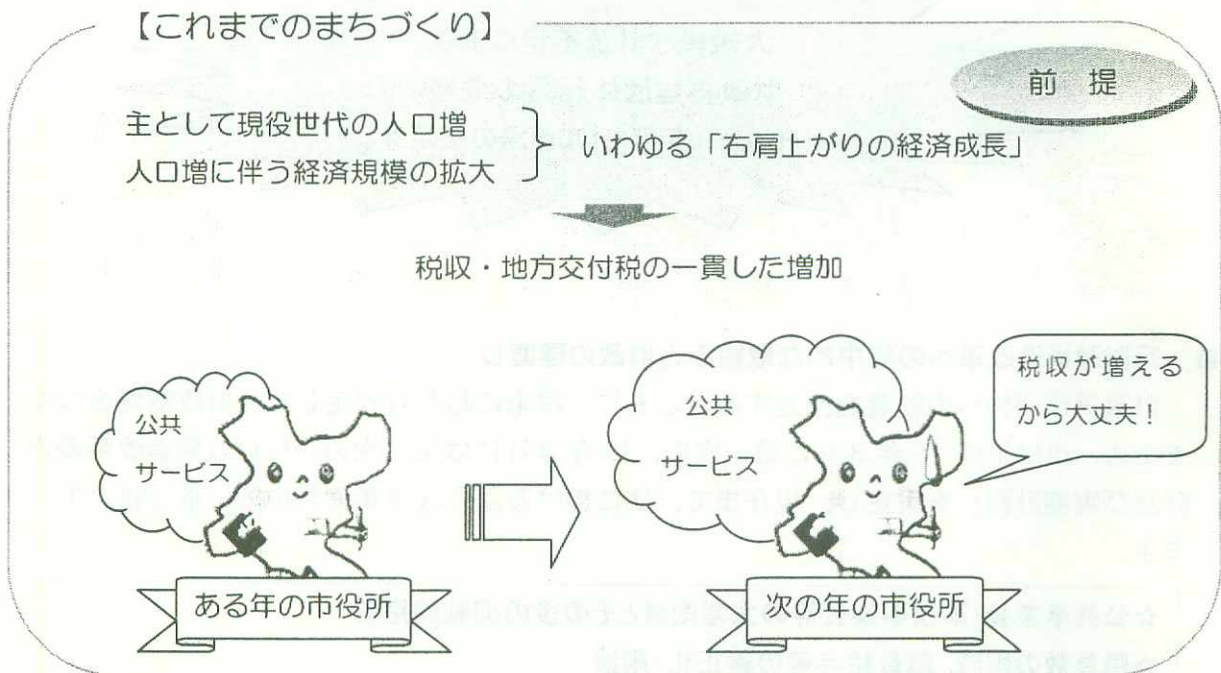 【これまでのまちづくり】
前 提
主として現役世代の人口増
人口増に伴う経済規模の拡大
いわゆる「右肩上がりの経済成長」
税収・地方交付税の一貫した増加
公共
サービス
ある年の市役所
公共
サービス
次の年の市役所
税収が増える
から大丈夫！